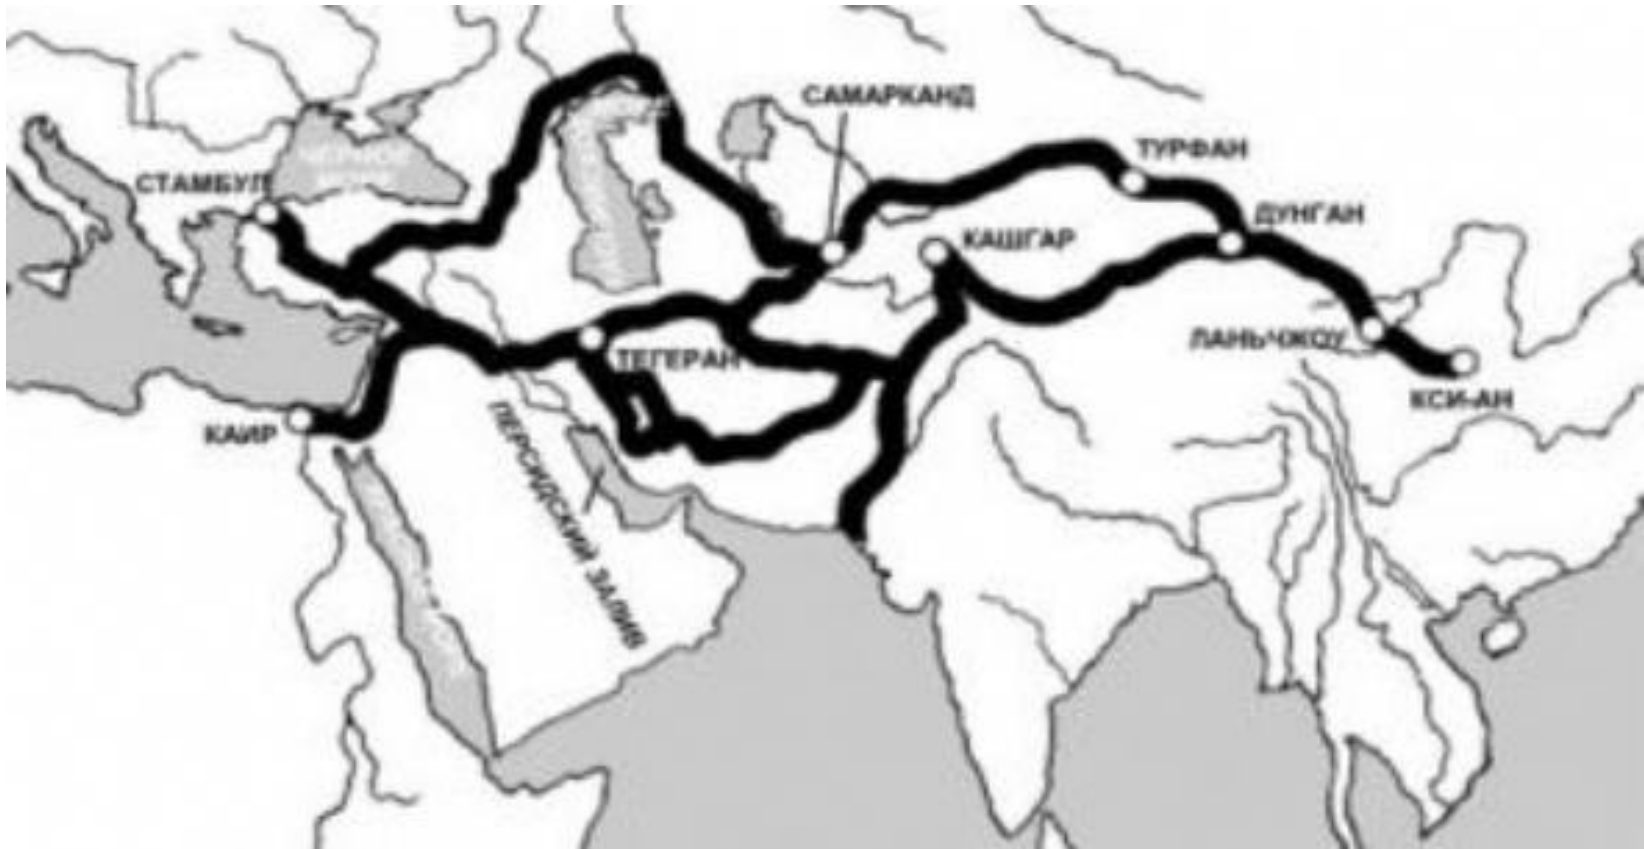 САМАРКАНД
ТУРФАН
СТАМБУЛ
ДУНГАН
КАШГАР
ЛАНЬЧЖОУ
ТЕГЕРАН
КСИ-АН
КАИР
ПЕРСИДСКИЙ ЗАЛИВ